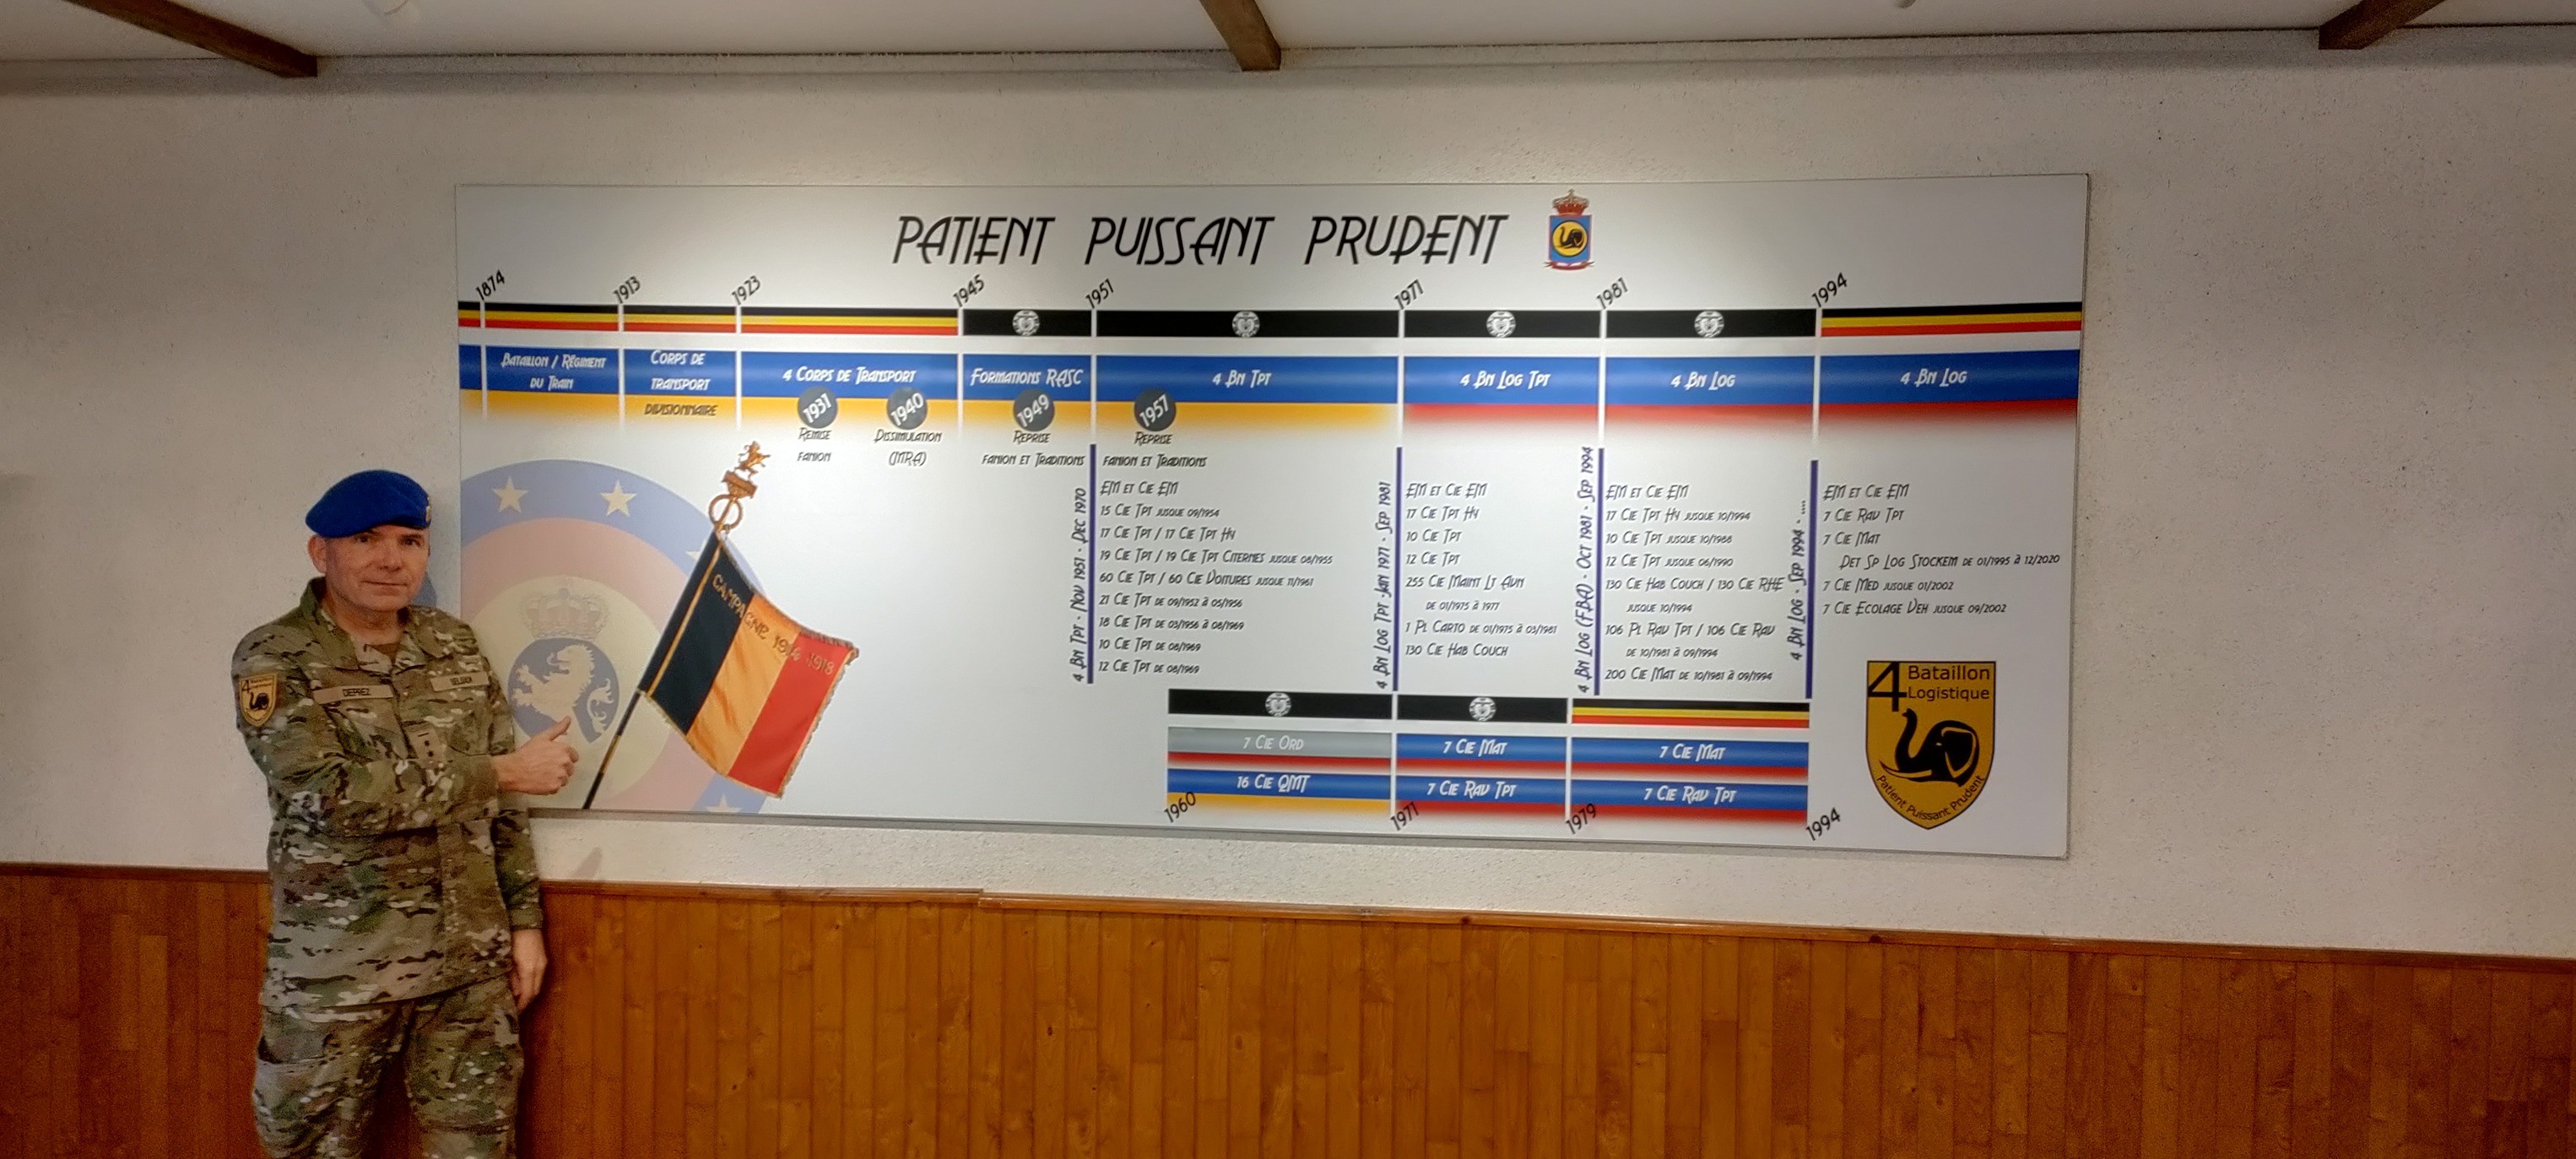 PATIENT PUISSANT PRUDENT
1874
1913
1923
1945
1951
1971
1981
1994
BATAILLON / RÉGIMENT
DU TRAIN
CORPS DE
TRANSPORT
DIVISIONNAIRE
4 CORPS DE TRANSPORT
FORMATIONS RASC
4 BN TPT
4 BN LOG TPT
4 BN LOG
4 BN LOG
1931
REMISE
FANION
1940
DISSIMULATION
(MRA)
1949
REPRISE
FANION ET TRADITIONS
1957
REPRISE
FANION ET TRADITIONS
CAMPAGNE 1914-1918
4 BN TPT - NOV 1951 - DEC 1970
EM ET CIE EM
15 CIE TPT JUSQUE 09/1954
17 CIE TPT / 17 CIE TPT HV
19 CIE TPT / 19 CIE TPT CITERNES JUSQUE 08/1955
60 CIE TPT / 60 CIE VOITURES JUSQUE 11/1961
21 CIE TPT DE 09/1952 à 05/1956
18 CIE TPT DE 03/1956 à 08/1969
10 CIE TPT DE 08/1969
12 CIE TPT DE 08/1969
4 BN LOG TPT - JAN 1971 - SEP 1981
EM ET CIE EM
17 CIE TPT HV
10 CIE TPT
12 CIE TPT
255 CIE MAINT LT AVN
DE 01/1975 à 1977
1 PL CARTO DE 01/1975 à 03/1981
130 CIE HAB COUCH
4 BN LOG (FBA) - OCT 1981 - SEP 1994
EM ET CIE EM
17 CIE TPT HV JUSQUE 10/1994
10 CIE TPT JUSQUE 10/1988
12 CIE TPT JUSQUE 06/1990
130 CIE HAB COUCH / 130 CIE RHE
JUSQUE 10/1994
106 PL RAV TPT / 106 CIE RAV
DE 10/1981 à 09/1994
200 CIE MAT DE 10/1981 à 09/1994
4 BN LOG - SEP 1994 - ....
EM ET CIE EM
7 CIE RAV TPT
7 CIE MAT
DET SP LOG STOCKEM DE 01/1995 à 12/2020
7 CIE MED JUSQUE 01/2002
7 CIE ECOLAGE VEH JUSQUE 09/2002
7 CIE ORD
7 CIE MAT
7 CIE MAT
16 CIE QMT
7 CIE RAV TPT
7 CIE RAV TPT
1960
1971
1979
1994
4 Bataillon
Logistique
Patient Puissant Prudent
DEPREZ
BELGIUM